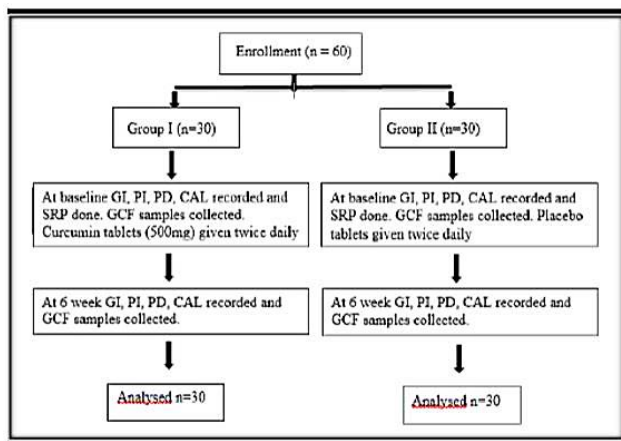 Enrollment (n = 60)
Group I (n=30)
Group II (n=30)
At baseline GI, PI, PD, CAL recorded and
SRP done. GCF samples collected.
Curcumin tablets (500mg) given twice daily
At baseline GI, PI, PD, CAL recorded and
SRP done. GCF samples collected. Placebo
tablets given twice daily
At 6 week GI, PI, PD, CAL recorded and
GCF samples collected.
At 6 week GI, PI, PD, CAL recorded and
GCF samples collected.
Analysed n=30
Analysed n=30